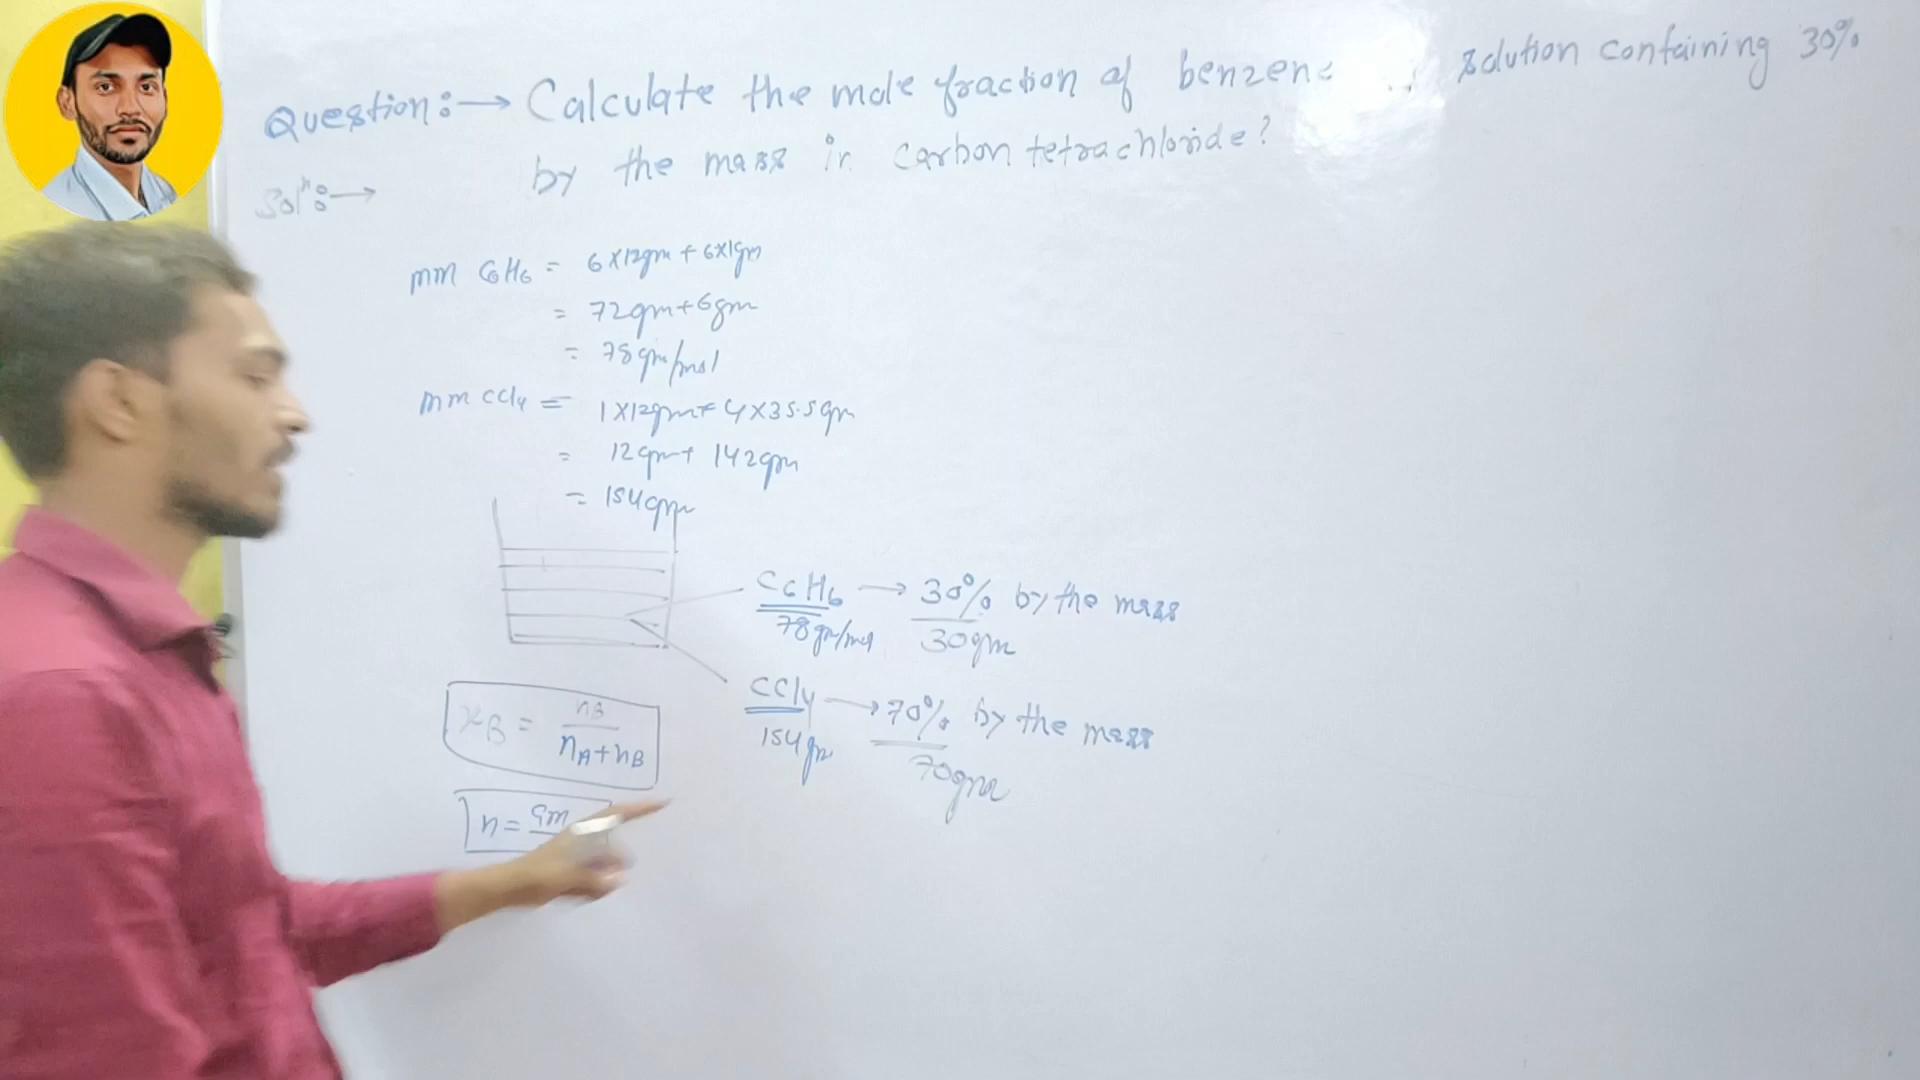 Question:→ Calculate the mole fraction of benzene solution containing 30%
by the mass in carbon tetrachloride?
Solⁿ:→
mm C6H6 = 6×12gm + 6×1gm
= 72gm+6gm
= 78gm/mol
mm CCl4 = 1×12gm+ 4×35.5gm
= 12gm+ 142gm
= 154gm
C6H6 → 30% by the mass
78gm/mol 30gm
CCl4 → 70% by the mass
154gm 70gm
xB = nB / nA+nB
n = gm